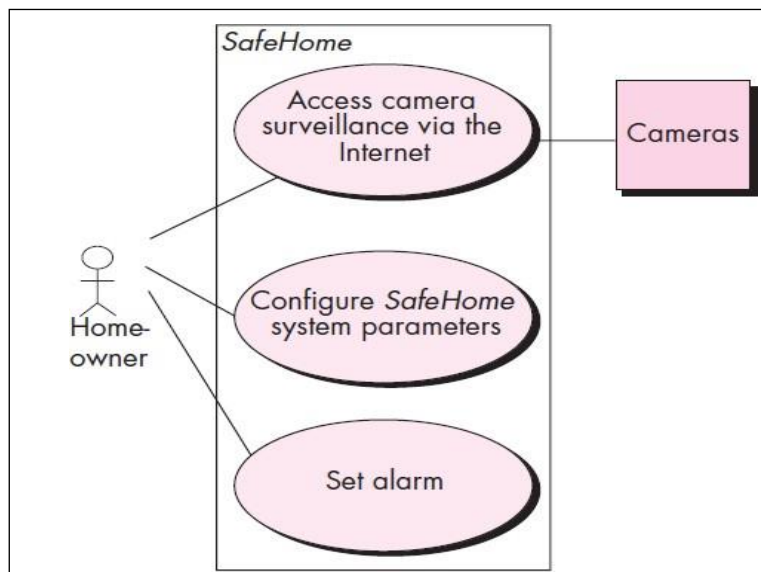 SafeHome
Access camera
surveillance via the
Internet
Cameras
Configure SafeHome
system parameters
Home-
owner
Set alarm